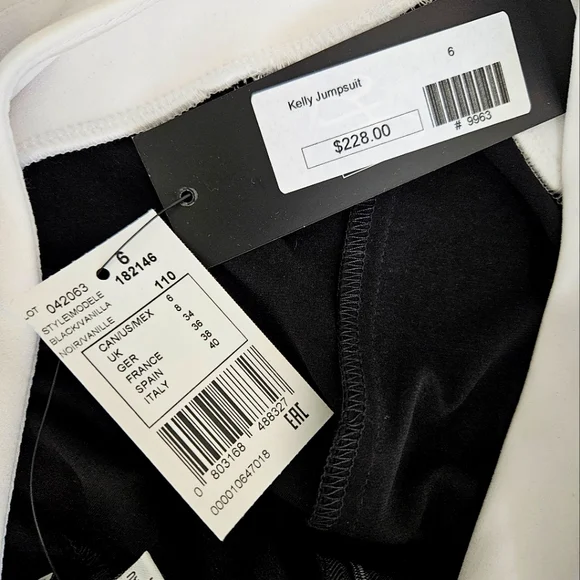 Kelly Jumpsuit
6
$228.00
# 9963
6
OT 042063
182146
STYLE/MODELE
BLACK/VANILLA
NOIR/VANILLE
110
CAN/US/MEX 6
UK 8
GER 34
FRANCE 36
SPAIN 38
ITALY 40
0 803168 488327
EAC
000010647018